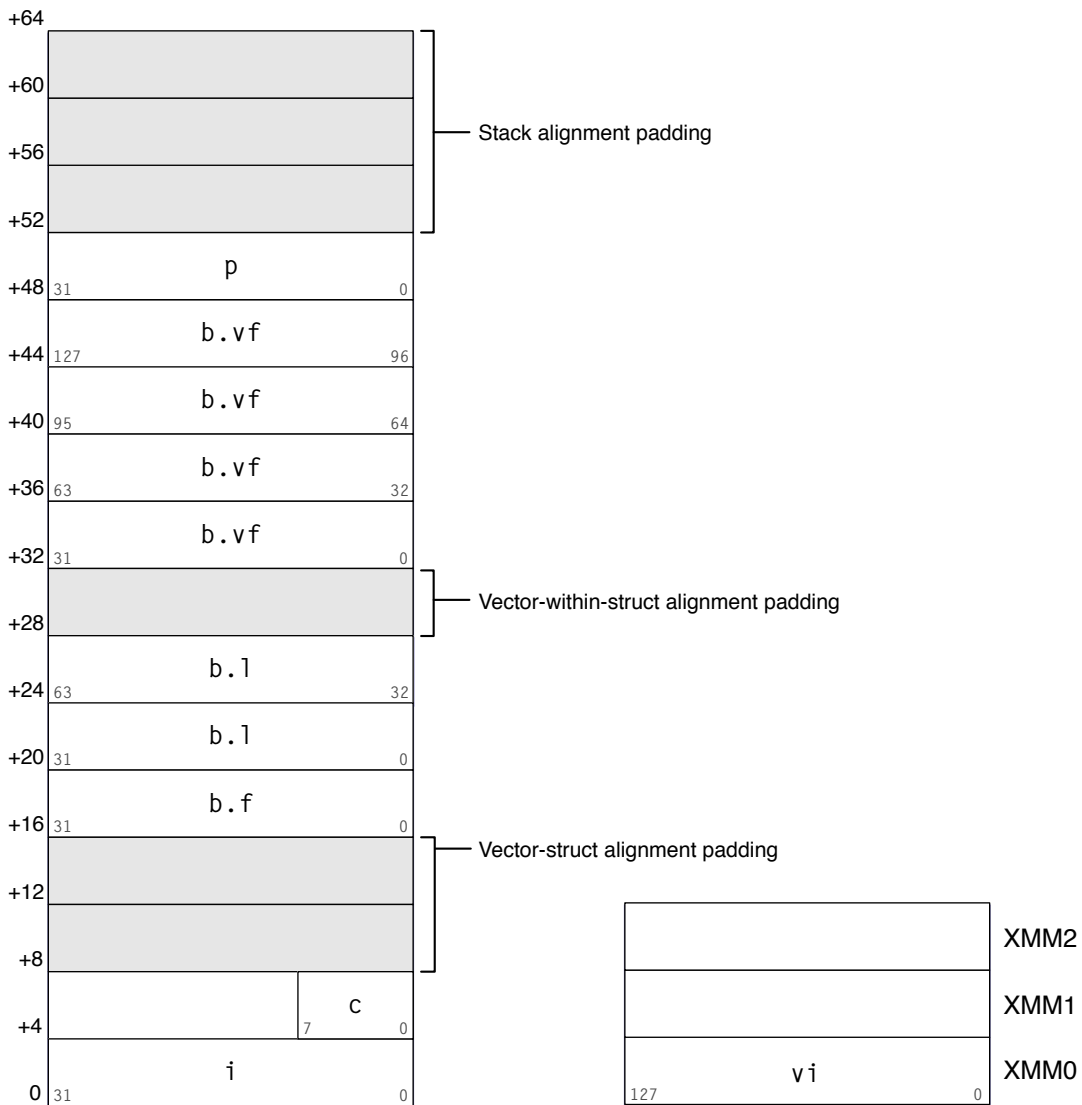 +64
+60
Stack alignment padding
+56
+52
p
+48 31 0
b.vf
+44 127 96
b.vf
+40 95 64
b.vf
+36 63 32
b.vf
+32 31 0
Vector-within-struct alignment padding
+28
b.l
+24 63 32
b.l
+20 31 0
b.f
+16 31 0
Vector-struct alignment padding
+12
XMM2
+8
c XMM1
+4 7 0
i vi XMM0
0 31 0 127 0